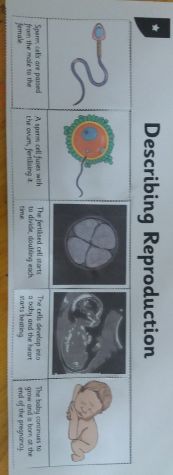 Describing Reproduction
Sperm cells are passed
from the male to the
female.
A sperm cell fuses with
the ovum, fertilising it.
The fertilised cell starts
to divide, doubling each
time.
The cells develop into
a baby and the heart
starts beating.
The baby continues to
grow and is born at the
end of the pregnancy.